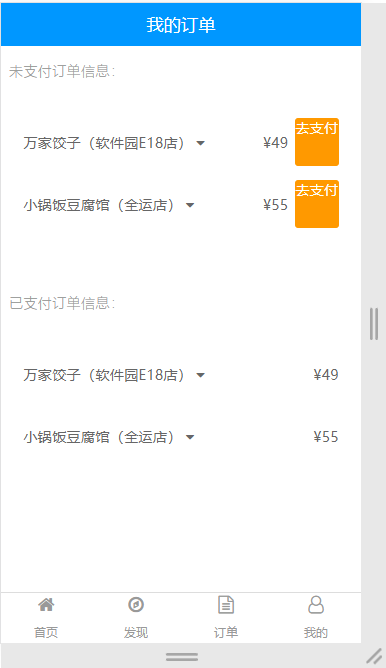 我的订单
未支付订单信息：
万家饺子（软件园E18店） ¥49 去支付
小锅饭豆腐馆（全运店） ¥55 去支付
已支付订单信息：
万家饺子（软件园E18店） ¥49
小锅饭豆腐馆（全运店） ¥55
首页 发现 订单 我的